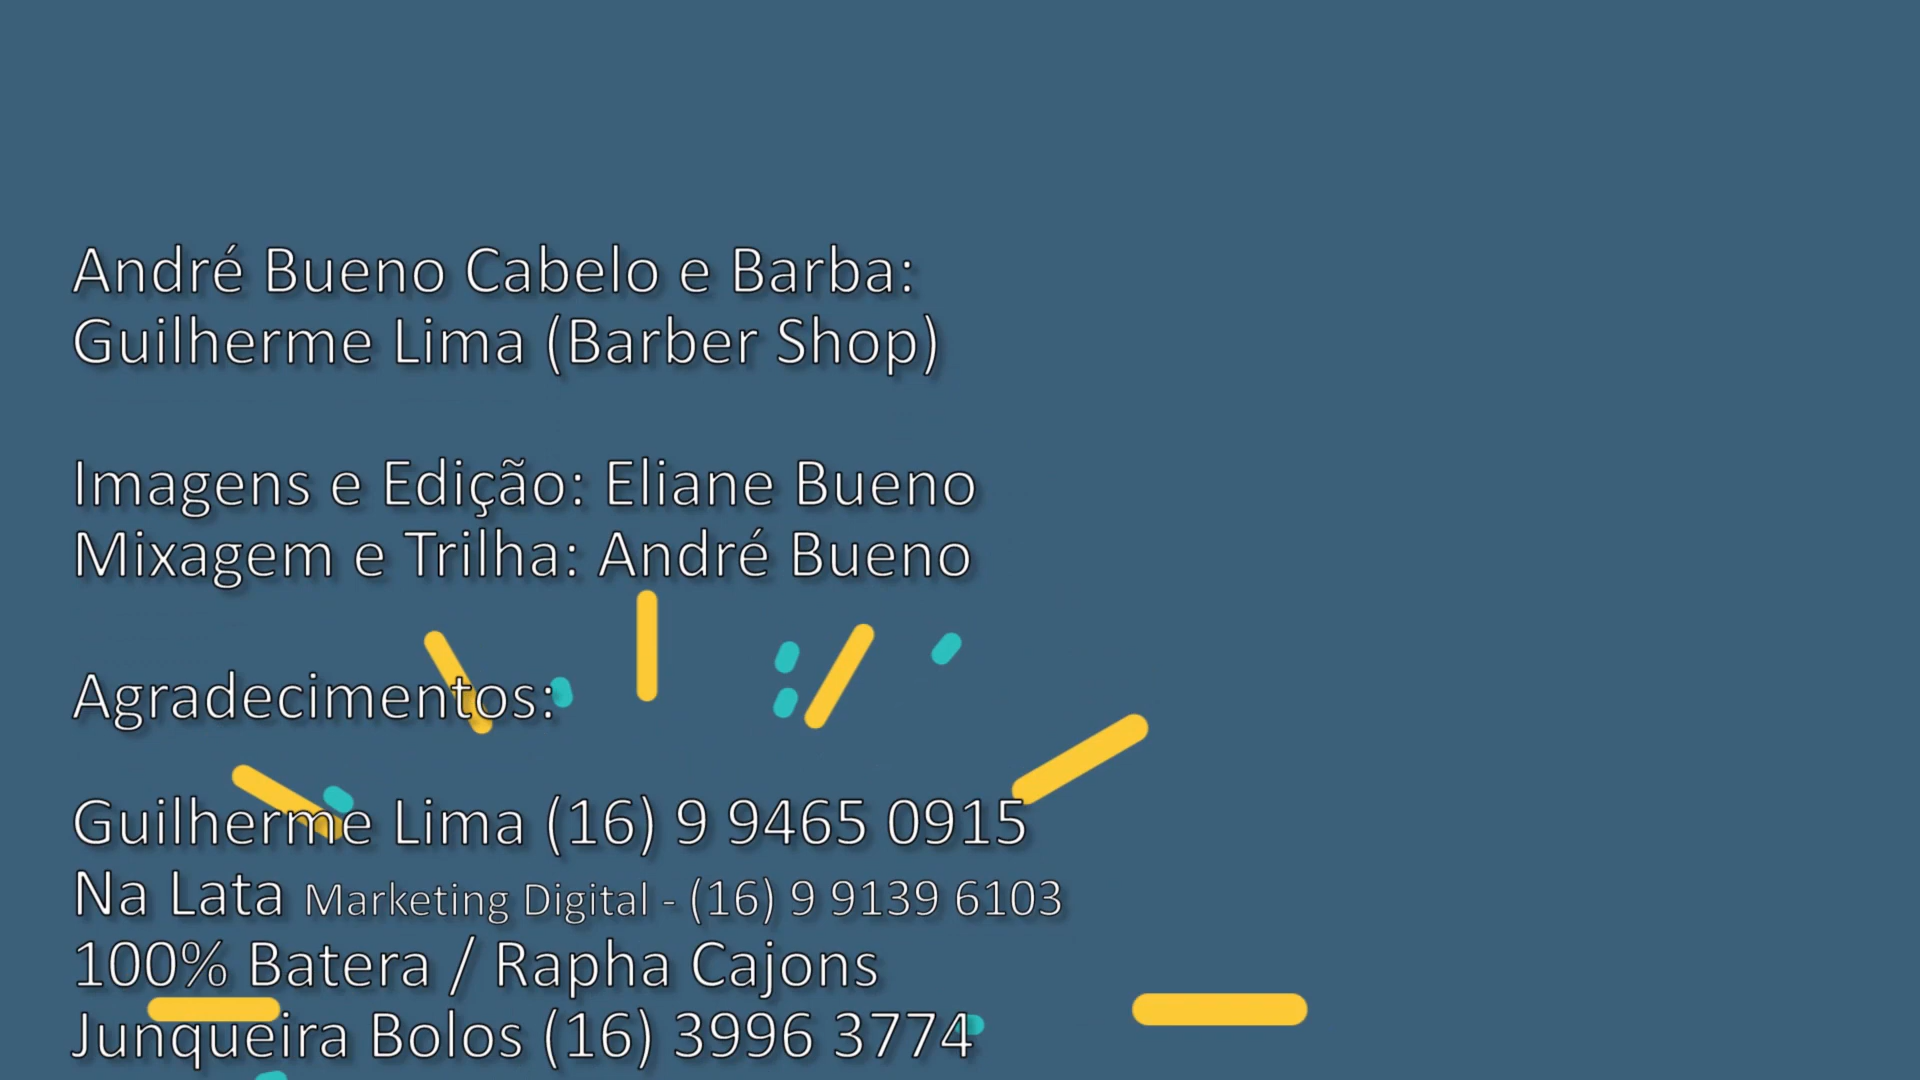 André Bueno Cabelo e Barba:
Guilherme Lima (Barber Shop)
Imagens e Edição: Eliane Bueno
Mixagem e Trilha: André Bueno
Agradecimentos:
Guilherme Lima (16) 9 9465 0915
Na Lata Marketing Digital - (16) 9 9139 6103
100% Batera / Rapha Cajons
Junqueira Bolos (16) 3996 3774